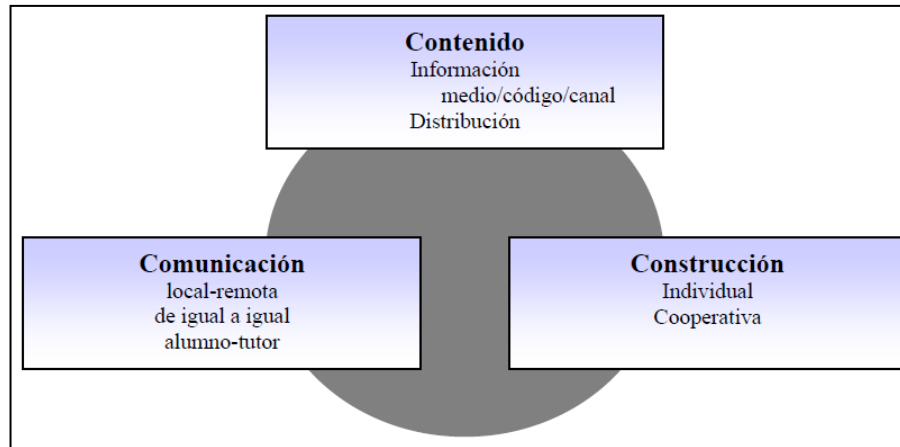 Contenido
Información
medio/código/canal
Distribución
Comunicación
local-remota
de igual a igual
alumno-tutor
Construcción
Individual
Cooperativa